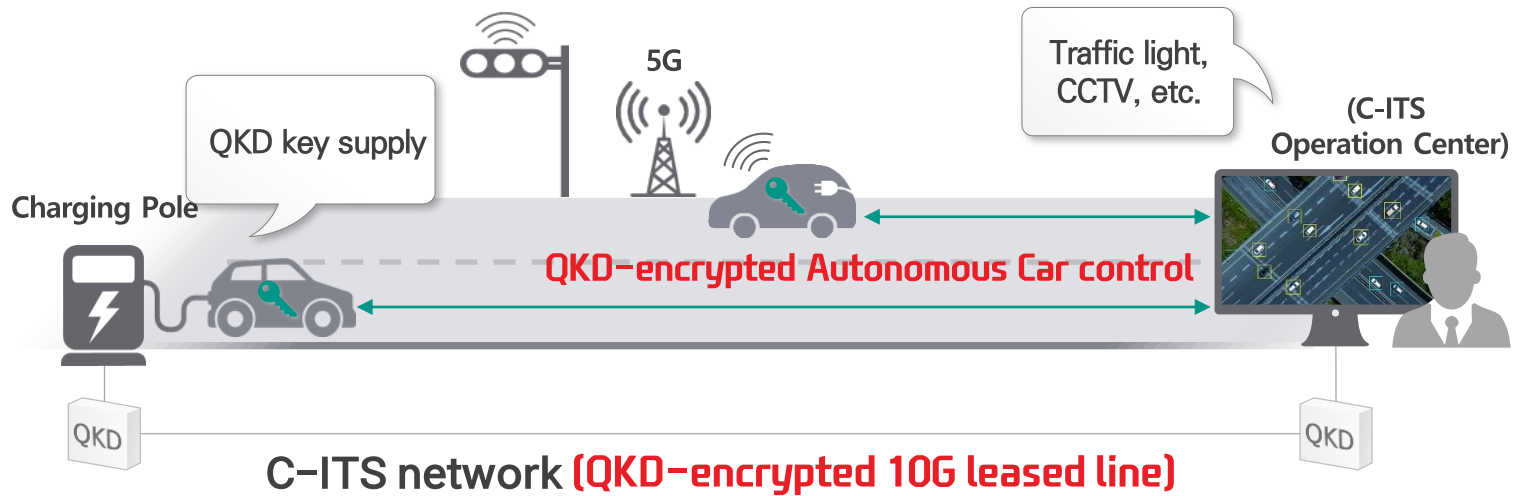 5G
Traffic light,
CCTV, etc.
(C-ITS
Operation Center)
QKD key supply
Charging Pole
QKD-encrypted Autonomous Car control
QKD
QKD
C-ITS network (QKD-encrypted 10G leased line)